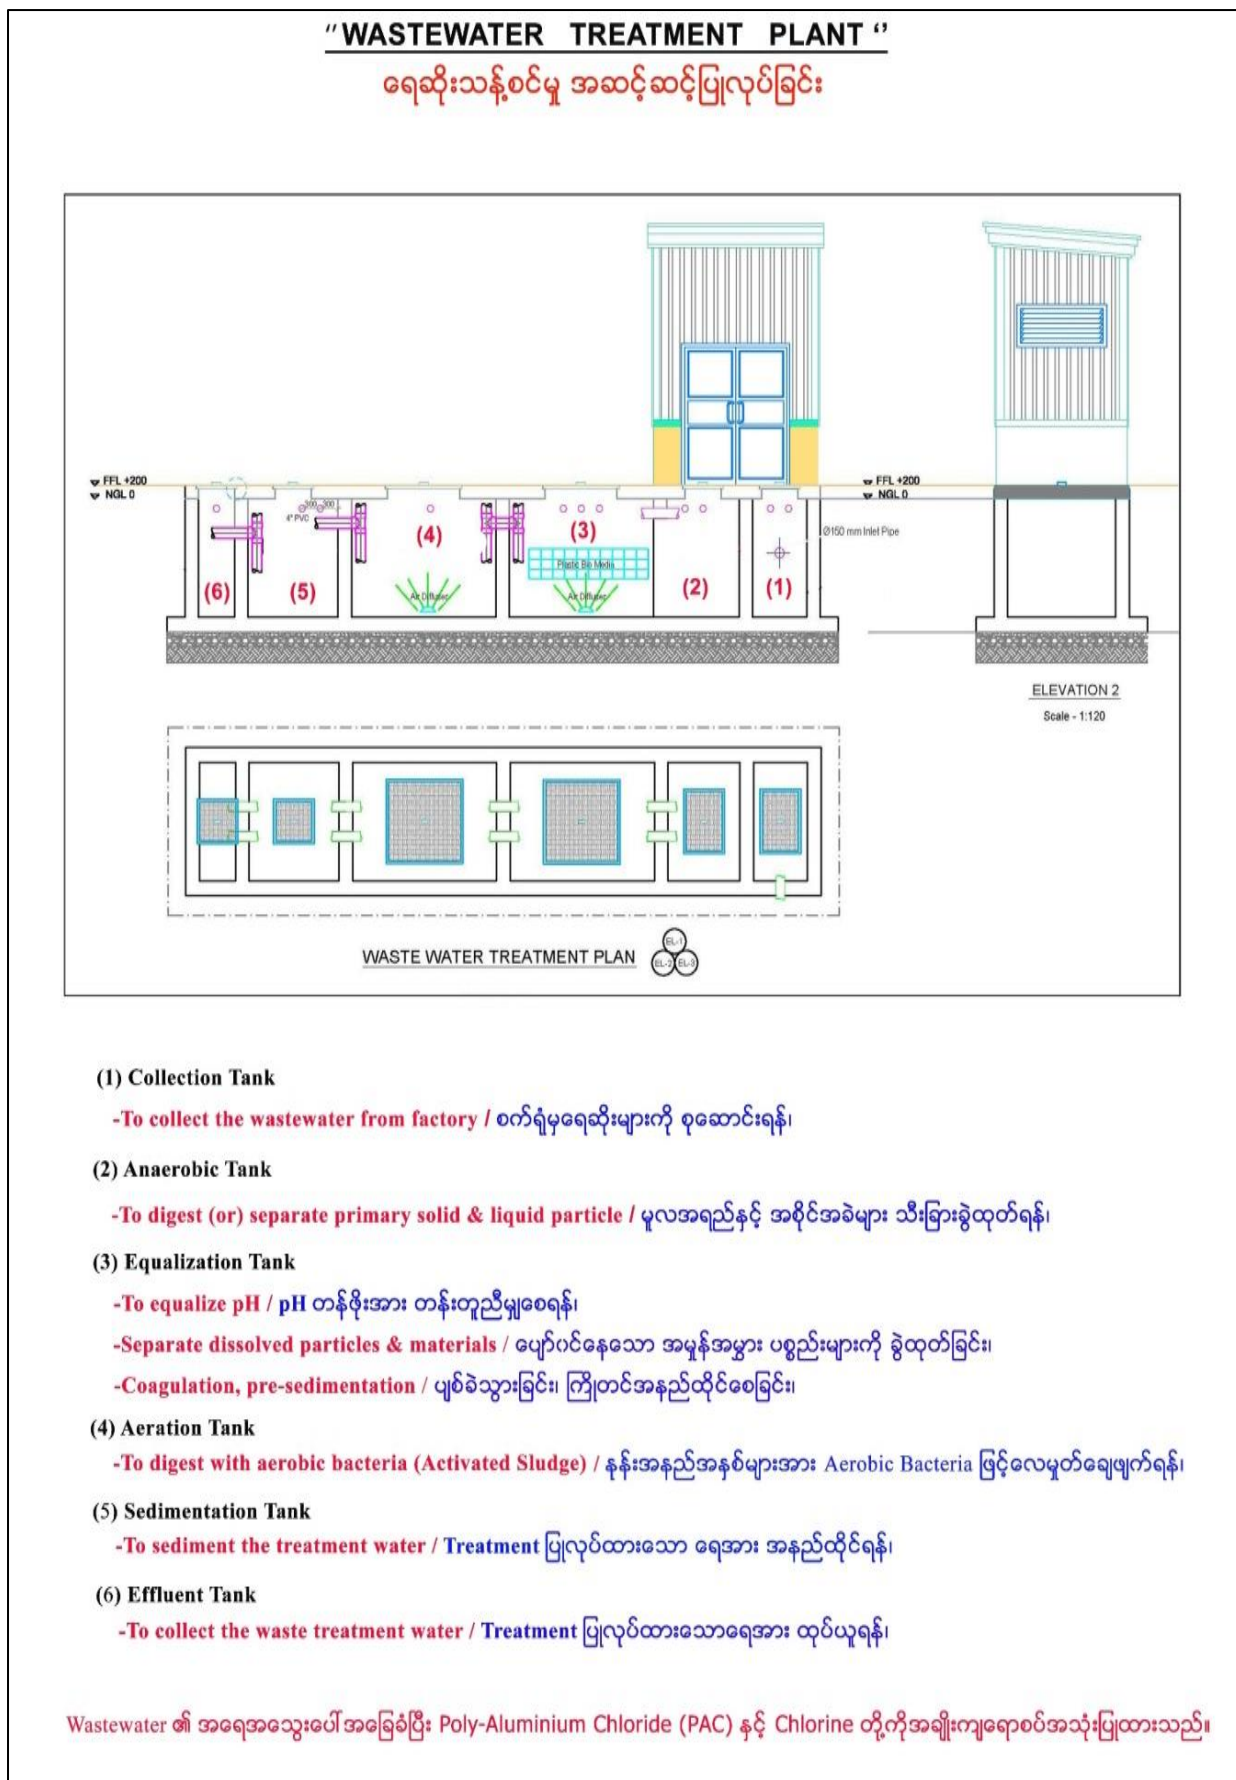 "WASTEWATER TREATMENT PLANT"
ရေဆိုးသန့်စင်မှု အဆင့်ဆင့်ပြုလုပ်ခြင်း
FFL +200
NGL 0
FFL +200
NGL 0
300 300
4" PVC
(4)
(3)
Ø150 mm Inlet Pipe
Plastic Bio Media
(6)
(5)
Air Diffuser
Air Diffuser
(2)
(1)
ELEVATION 2
Scale - 1:120
WASTE WATER TREATMENT PLAN
EL-1
EL-2
EL-3
(1) Collection Tank
-To collect the wastewater from factory / စက်ရုံမှရေဆိုးများကို စုဆောင်းရန်၊
(2) Anaerobic Tank
-To digest (or) separate primary solid & liquid particle / မူလအရည်နှင့် အစိုင်အခဲများ သီးခြားခွဲထုတ်ရန်၊
(3) Equalization Tank
-To equalize pH / pH တန်ဖိုးအား တန်းတူညီမျှစေရန်၊
-Separate dissolved particles & materials / ပျော်ဝင်နေသော အမှုန်အမွှား ပစ္စည်းများကို ခွဲထုတ်ခြင်း၊
-Coagulation, pre-sedimentation / ပျစ်ခဲသွားခြင်း၊ ကြိုတင်အနည်ထိုင်စေခြင်း၊
(4) Aeration Tank
-To digest with aerobic bacteria (Activated Sludge) / နုန်းအနည်အနှစ်များအား Aerobic Bacteria ဖြင့်လေမှုတ်ချေဖျက်ရန်၊
(5) Sedimentation Tank
-To sediment the treatment water / Treatment ပြုလုပ်ထားသော ရေအား အနည်ထိုင်ရန်၊
(6) Effluent Tank
-To collect the waste treatment water / Treatment ပြုလုပ်ထားသောရေအား ထုပ်ယူရန်၊
Wastewater ၏ အရေအသွေးပေါ်အခြေခံပြီး Poly-Aluminium Chloride (PAC) နှင့် Chlorine တို့ကိုအချိုးကျရောစပ်အသုံးပြုထားသည်။